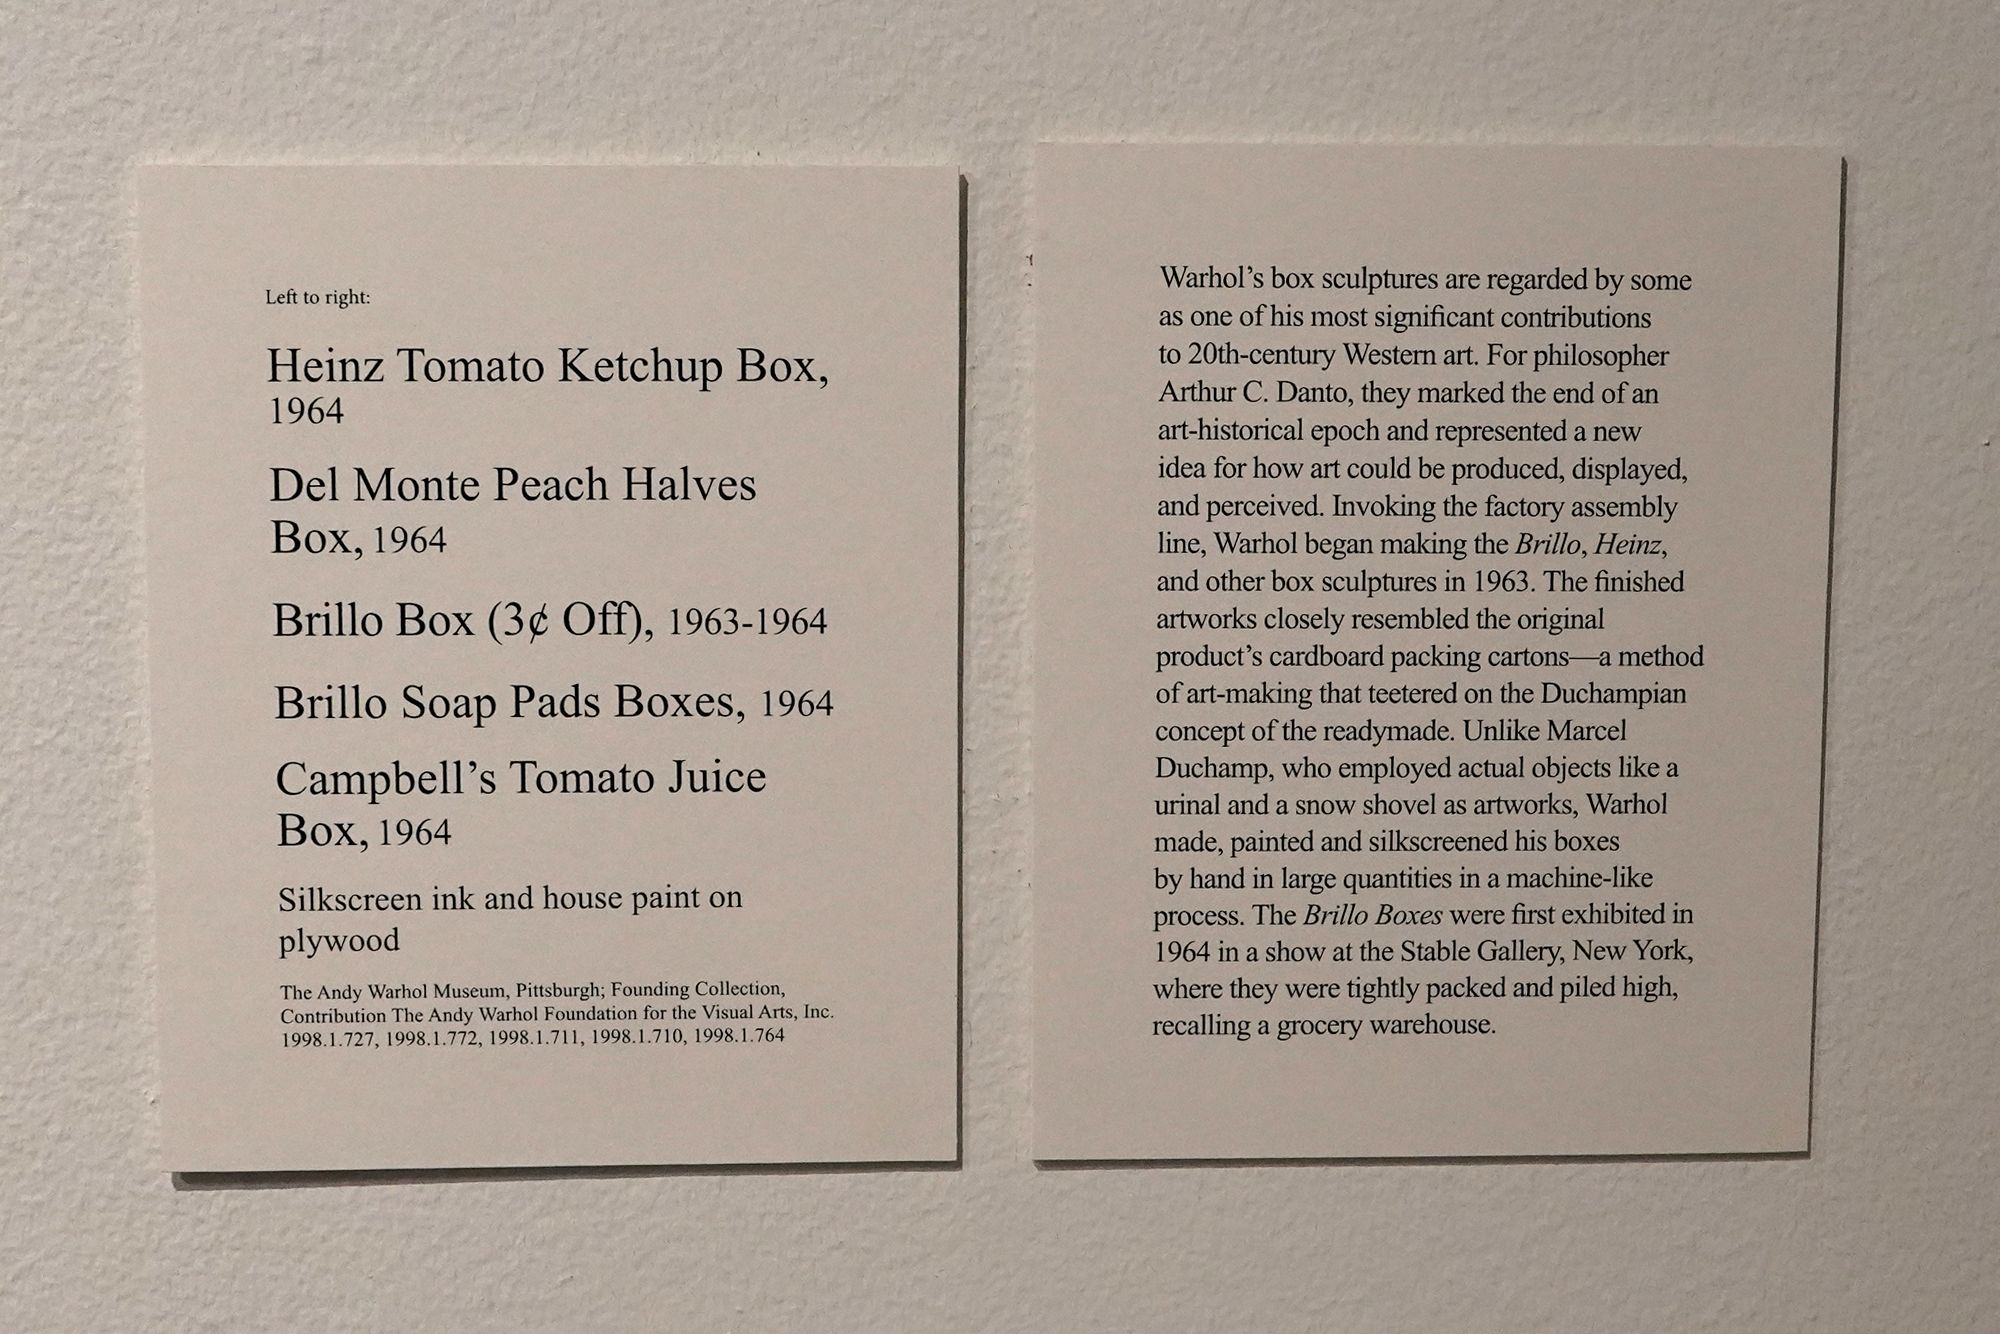 Left to right:
Heinz Tomato Ketchup Box,
1964
Del Monte Peach Halves
Box, 1964
Brillo Box (3¢ Off), 1963-1964
Brillo Soap Pads Boxes, 1964
Campbell’s Tomato Juice
Box, 1964
Silkscreen ink and house paint on
plywood
The Andy Warhol Museum, Pittsburgh; Founding Collection,
Contribution The Andy Warhol Foundation for the Visual Arts, Inc.
1998.1.727, 1998.1.772, 1998.1.711, 1998.1.710, 1998.1.764
Warhol’s box sculptures are regarded by some
as one of his most significant contributions
to 20th-century Western art. For philosopher
Arthur C. Danto, they marked the end of an
art-historical epoch and represented a new
idea for how art could be produced, displayed,
and perceived. Invoking the factory assembly
line, Warhol began making the Brillo, Heinz,
and other box sculptures in 1963. The finished
artworks closely resembled the original
product’s cardboard packing cartons—a method
of art-making that teetered on the Duchampian
concept of the readymade. Unlike Marcel
Duchamp, who employed actual objects like a
urinal and a snow shovel as artworks, Warhol
made, painted and silkscreened his boxes
by hand in large quantities in a machine-like
process. The Brillo Boxes were first exhibited in
1964 in a show at the Stable Gallery, New York,
where they were tightly packed and piled high,
recalling a grocery warehouse.